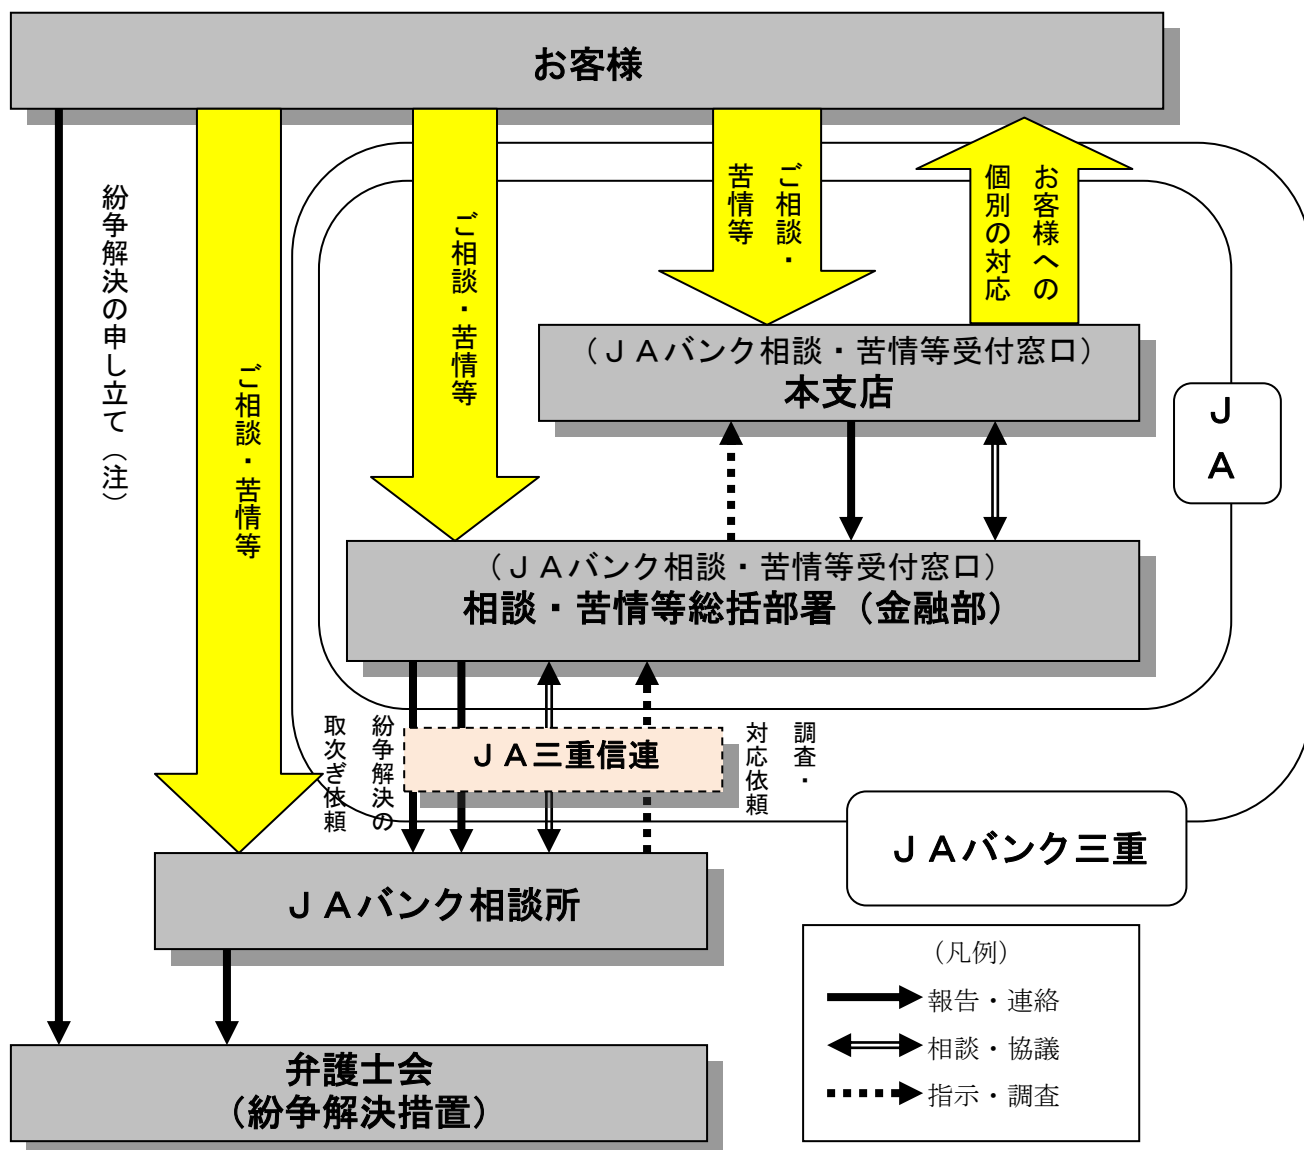 お客様
紛争解決の申し立て（注）
ご相談・苦情等
ご相談・苦情等
ご相談・
苦情等
お客様への
個別の対応
（ＪＡバンク相談・苦情等受付窓口）
本支店
Ｊ
Ａ
（ＪＡバンク相談・苦情等受付窓口）
相談・苦情等総括部署（金融部）
紛争解決の
取次ぎ依頼
ＪＡ三重信連
調査・
対応依頼
ＪＡバンク三重
ＪＡバンク相談所
（凡例）
報告・連絡
相談・協議
指示・調査
弁護士会
（紛争解決措置）